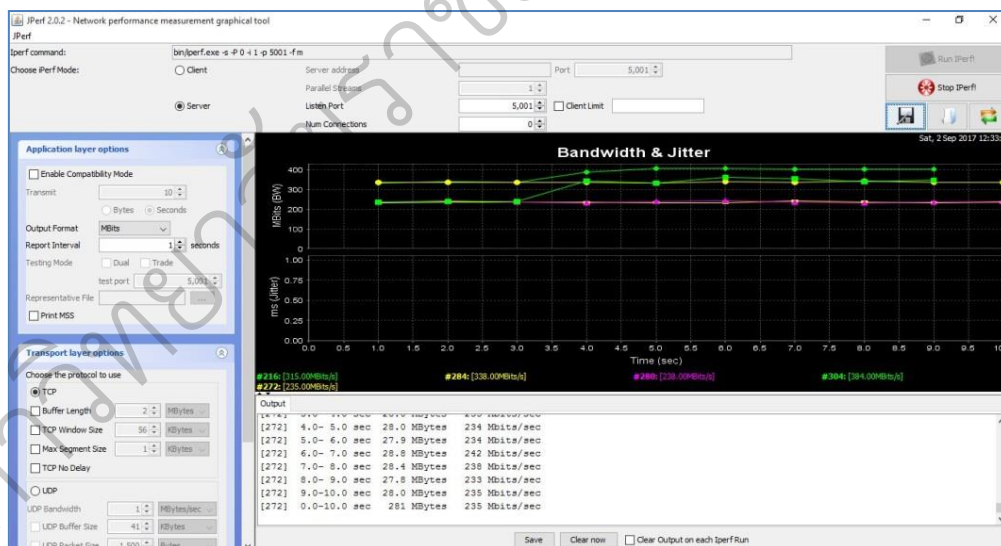 JPerf 2.0.2 - Network performance measurement graphical tool
JPerf
Iperf command:
bin/iperf.exe -s -P 0 -i 1 -p 5001 -f m
Choose iPerf Mode:
Client
Server address
Port
5,001
Parallel Streams
1
Server
Listen Port
5,001
Client Limit
Num Connections
0
Run IPerf!
Stop IPerf!
Application layer options
Enable Compatibility Mode
Transmit
10
Bytes
Seconds
Output Format
MBits
Report Interval
1
seconds
Testing Mode
Dual
Trade
test port
5,001
Representative File
...
Print MSS
Transport layer options
Choose the protocol to use
TCP
Buffer Length
2
MBytes
TCP Window Size
56
KBytes
Max Segment Size
1
KBytes
TCP No Delay
UDP
UDP Bandwidth
1
MBytes/sec
UDP Buffer Size
41
KBytes
UDP Packet Size
1,500
Bytes
Sat, 2 Sep 2017 12:33:
Bandwidth & Jitter
MBits (BW)
400
300
200
100
0
ms (Jitter)
1.00
0.75
0.50
0.25
0.00
0.0 0.5 1.0 1.5 2.0 2.5 3.0 3.5 4.0 4.5 5.0 5.5 6.0 6.5 7.0 7.5 8.0 8.5 9.0 9.5 10
Time (sec)
#216: [315.00MBits/s]
#284: [338.00MBits/s]
#280: [238.00MBits/s]
#304: [384.00MBits/s]
#272: [235.00MBits/s]
Output
[272] 4.0- 5.0 sec 28.0 MBytes 234 Mbits/sec
[272] 5.0- 6.0 sec 27.9 MBytes 234 Mbits/sec
[272] 6.0- 7.0 sec 28.8 MBytes 242 Mbits/sec
[272] 7.0- 8.0 sec 28.4 MBytes 238 Mbits/sec
[272] 8.0- 9.0 sec 27.8 MBytes 233 Mbits/sec
[272] 9.0-10.0 sec 28.0 MBytes 235 Mbits/sec
[272] 0.0-10.0 sec 281 MBytes 235 Mbits/sec
Save
Clear now
Clear Output on each Iperf Run